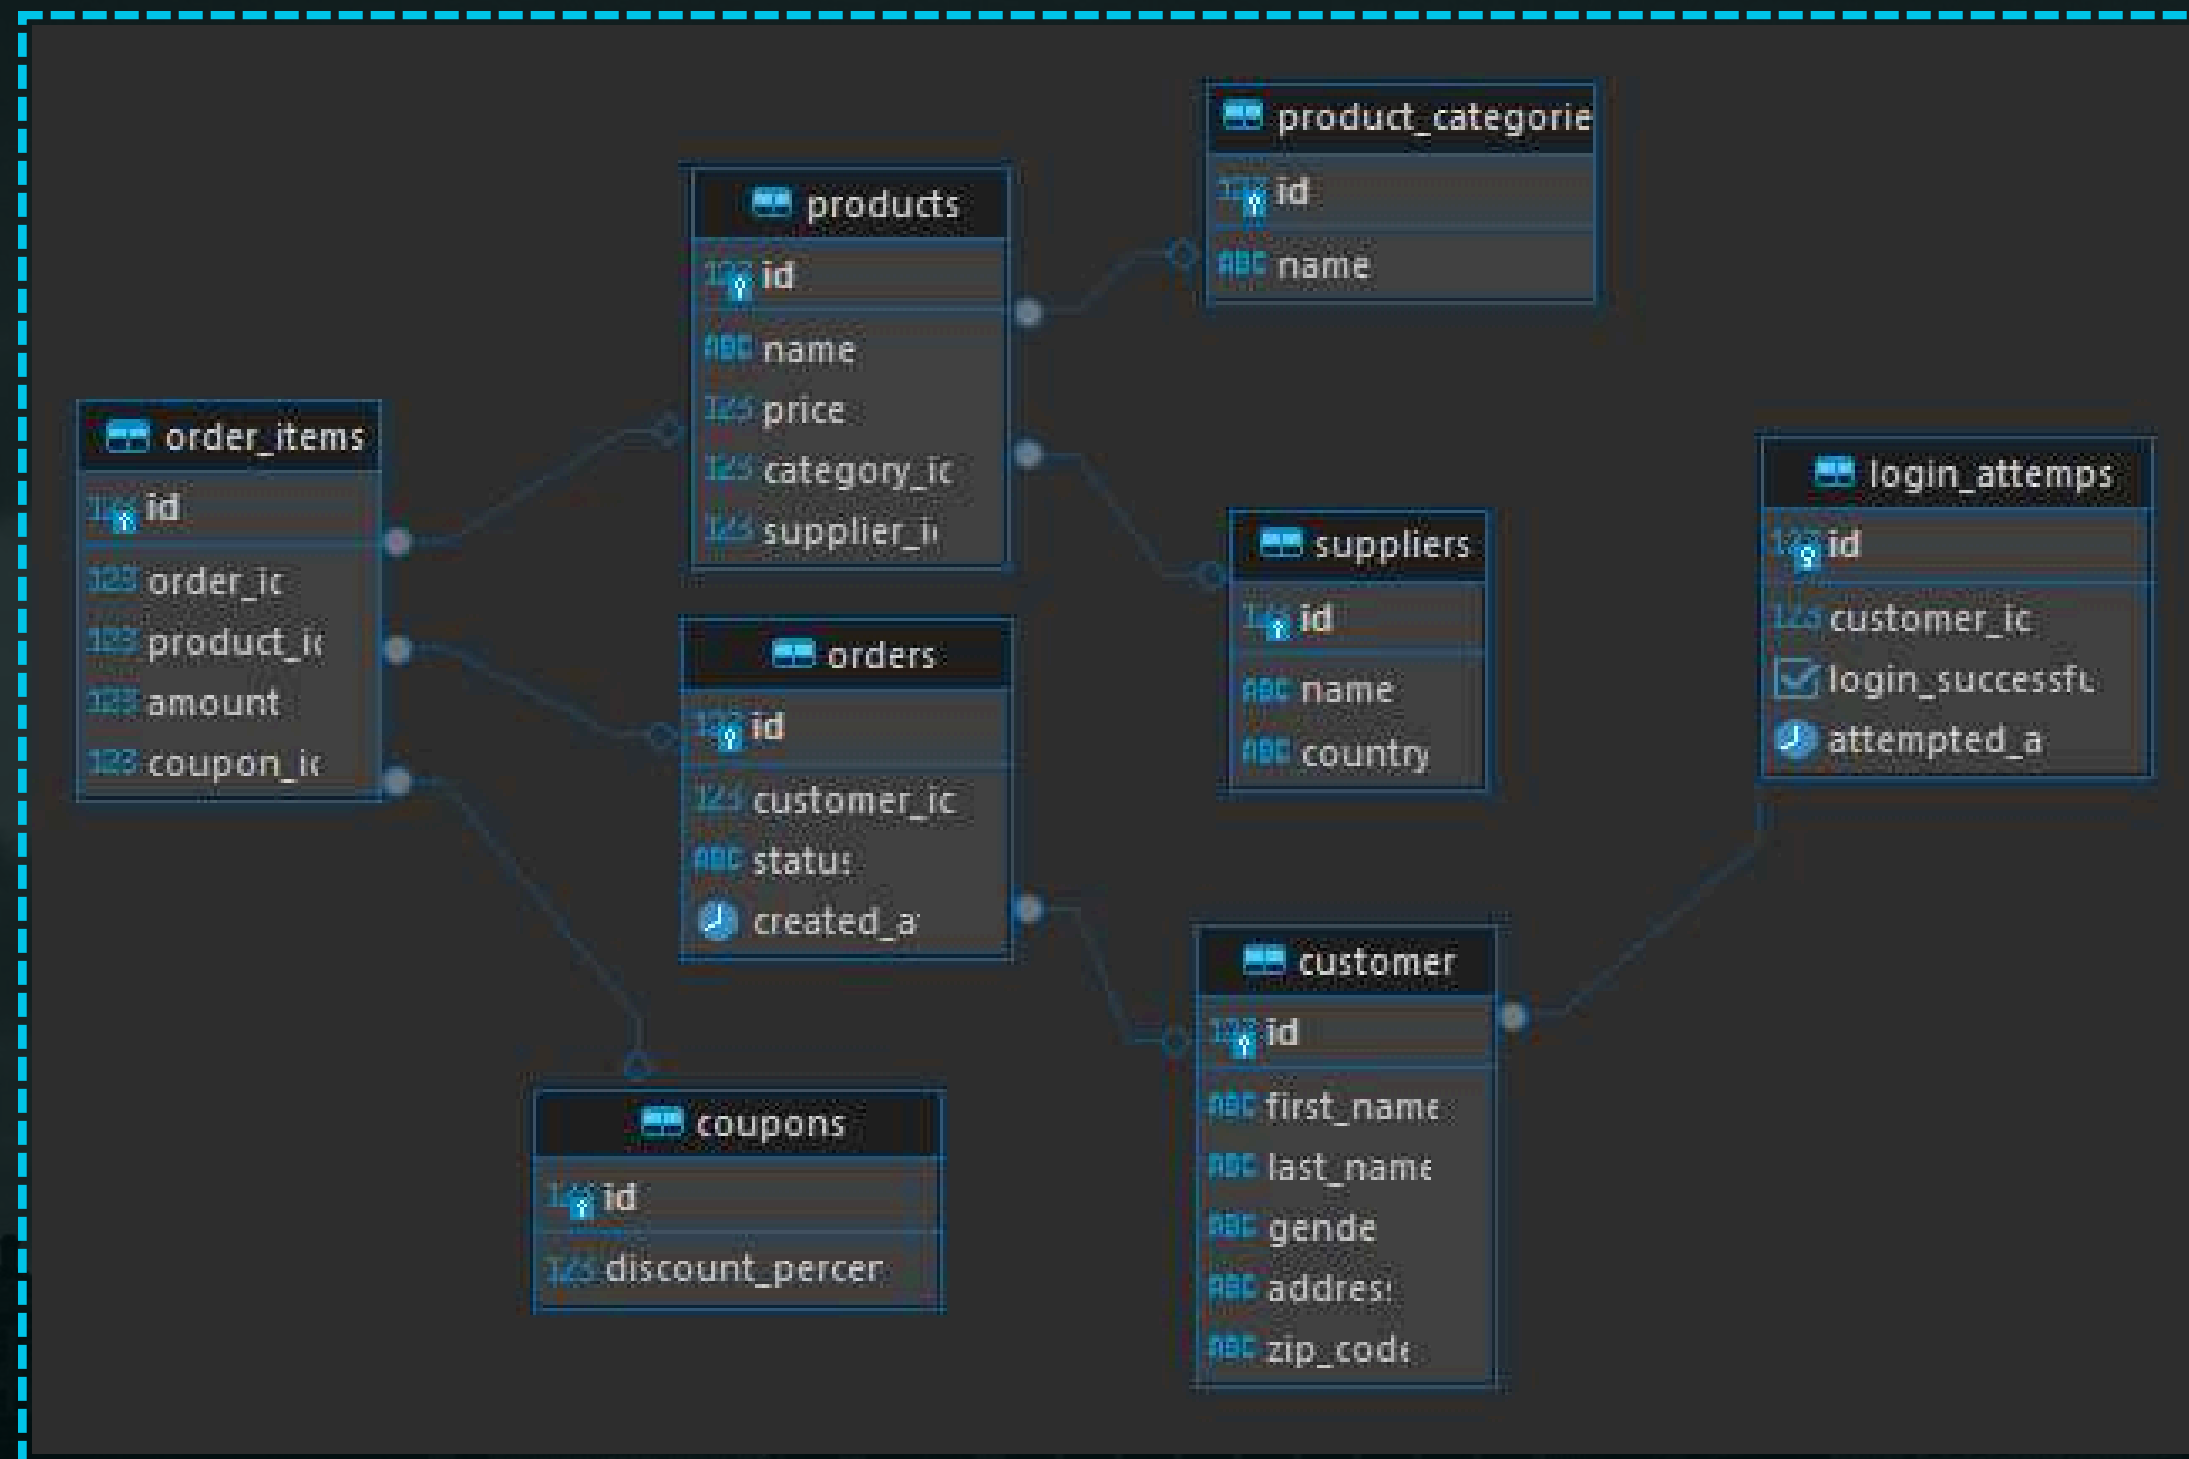 product_categorie
id
name
products
id
name
price
category_ic
supplier_i
order_items
id
order_ic
product_ic
amount
coupon_ic
orders
id
customer_ic
status
created_a
suppliers
id
name
country
login_attemps
id
customer_ic
login_successfu
attempted_a
customer
id
first_name
last_name
gende
address
zip_code
coupons
id
discount_percer